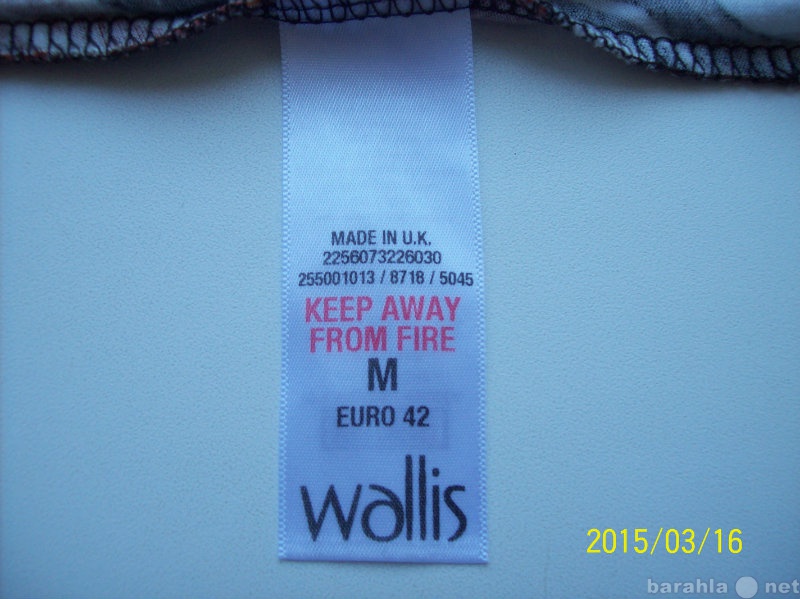 MADE IN U.K.
2256073226030
255001013 / 8718 / 5045
KEEP AWAY
FROM FIRE
M
EURO 42
wallis
2015/03/16
barahla net